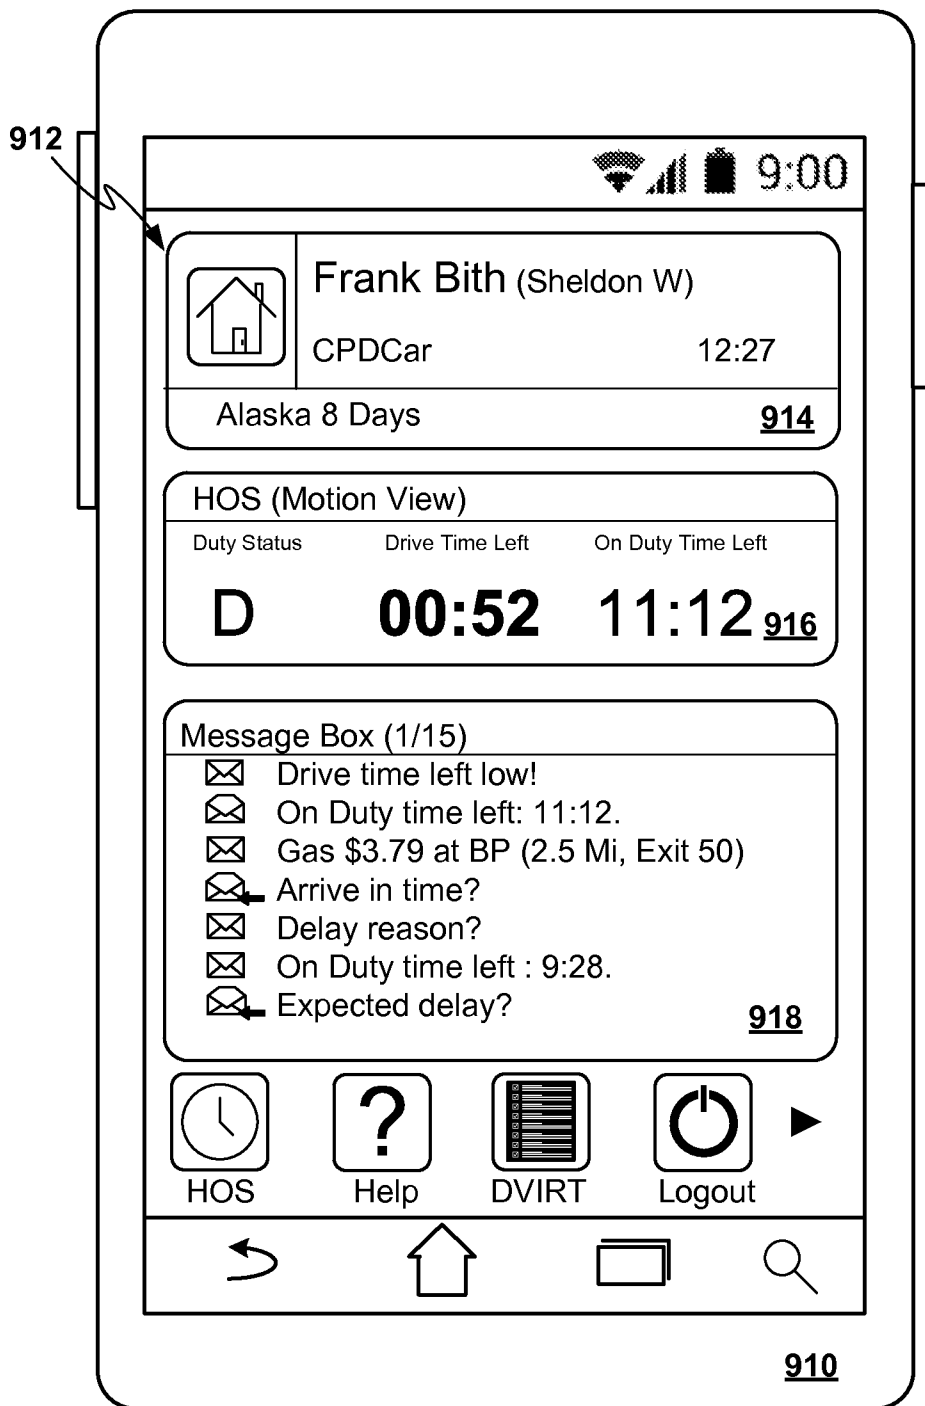 912
9:00
Frank Bith (Sheldon W)
CPDCar 12:27
Alaska 8 Days 914
HOS (Motion View)
Duty Status Drive Time Left On Duty Time Left
D 00:52 11:12 916
Message Box (1/15)
Drive time left low!
On Duty time left: 11:12.
Gas $3.79 at BP (2.5 Mi, Exit 50)
Arrive in time?
Delay reason?
On Duty time left : 9:28.
Expected delay?
918
?
HOS Help DVIRT Logout
910